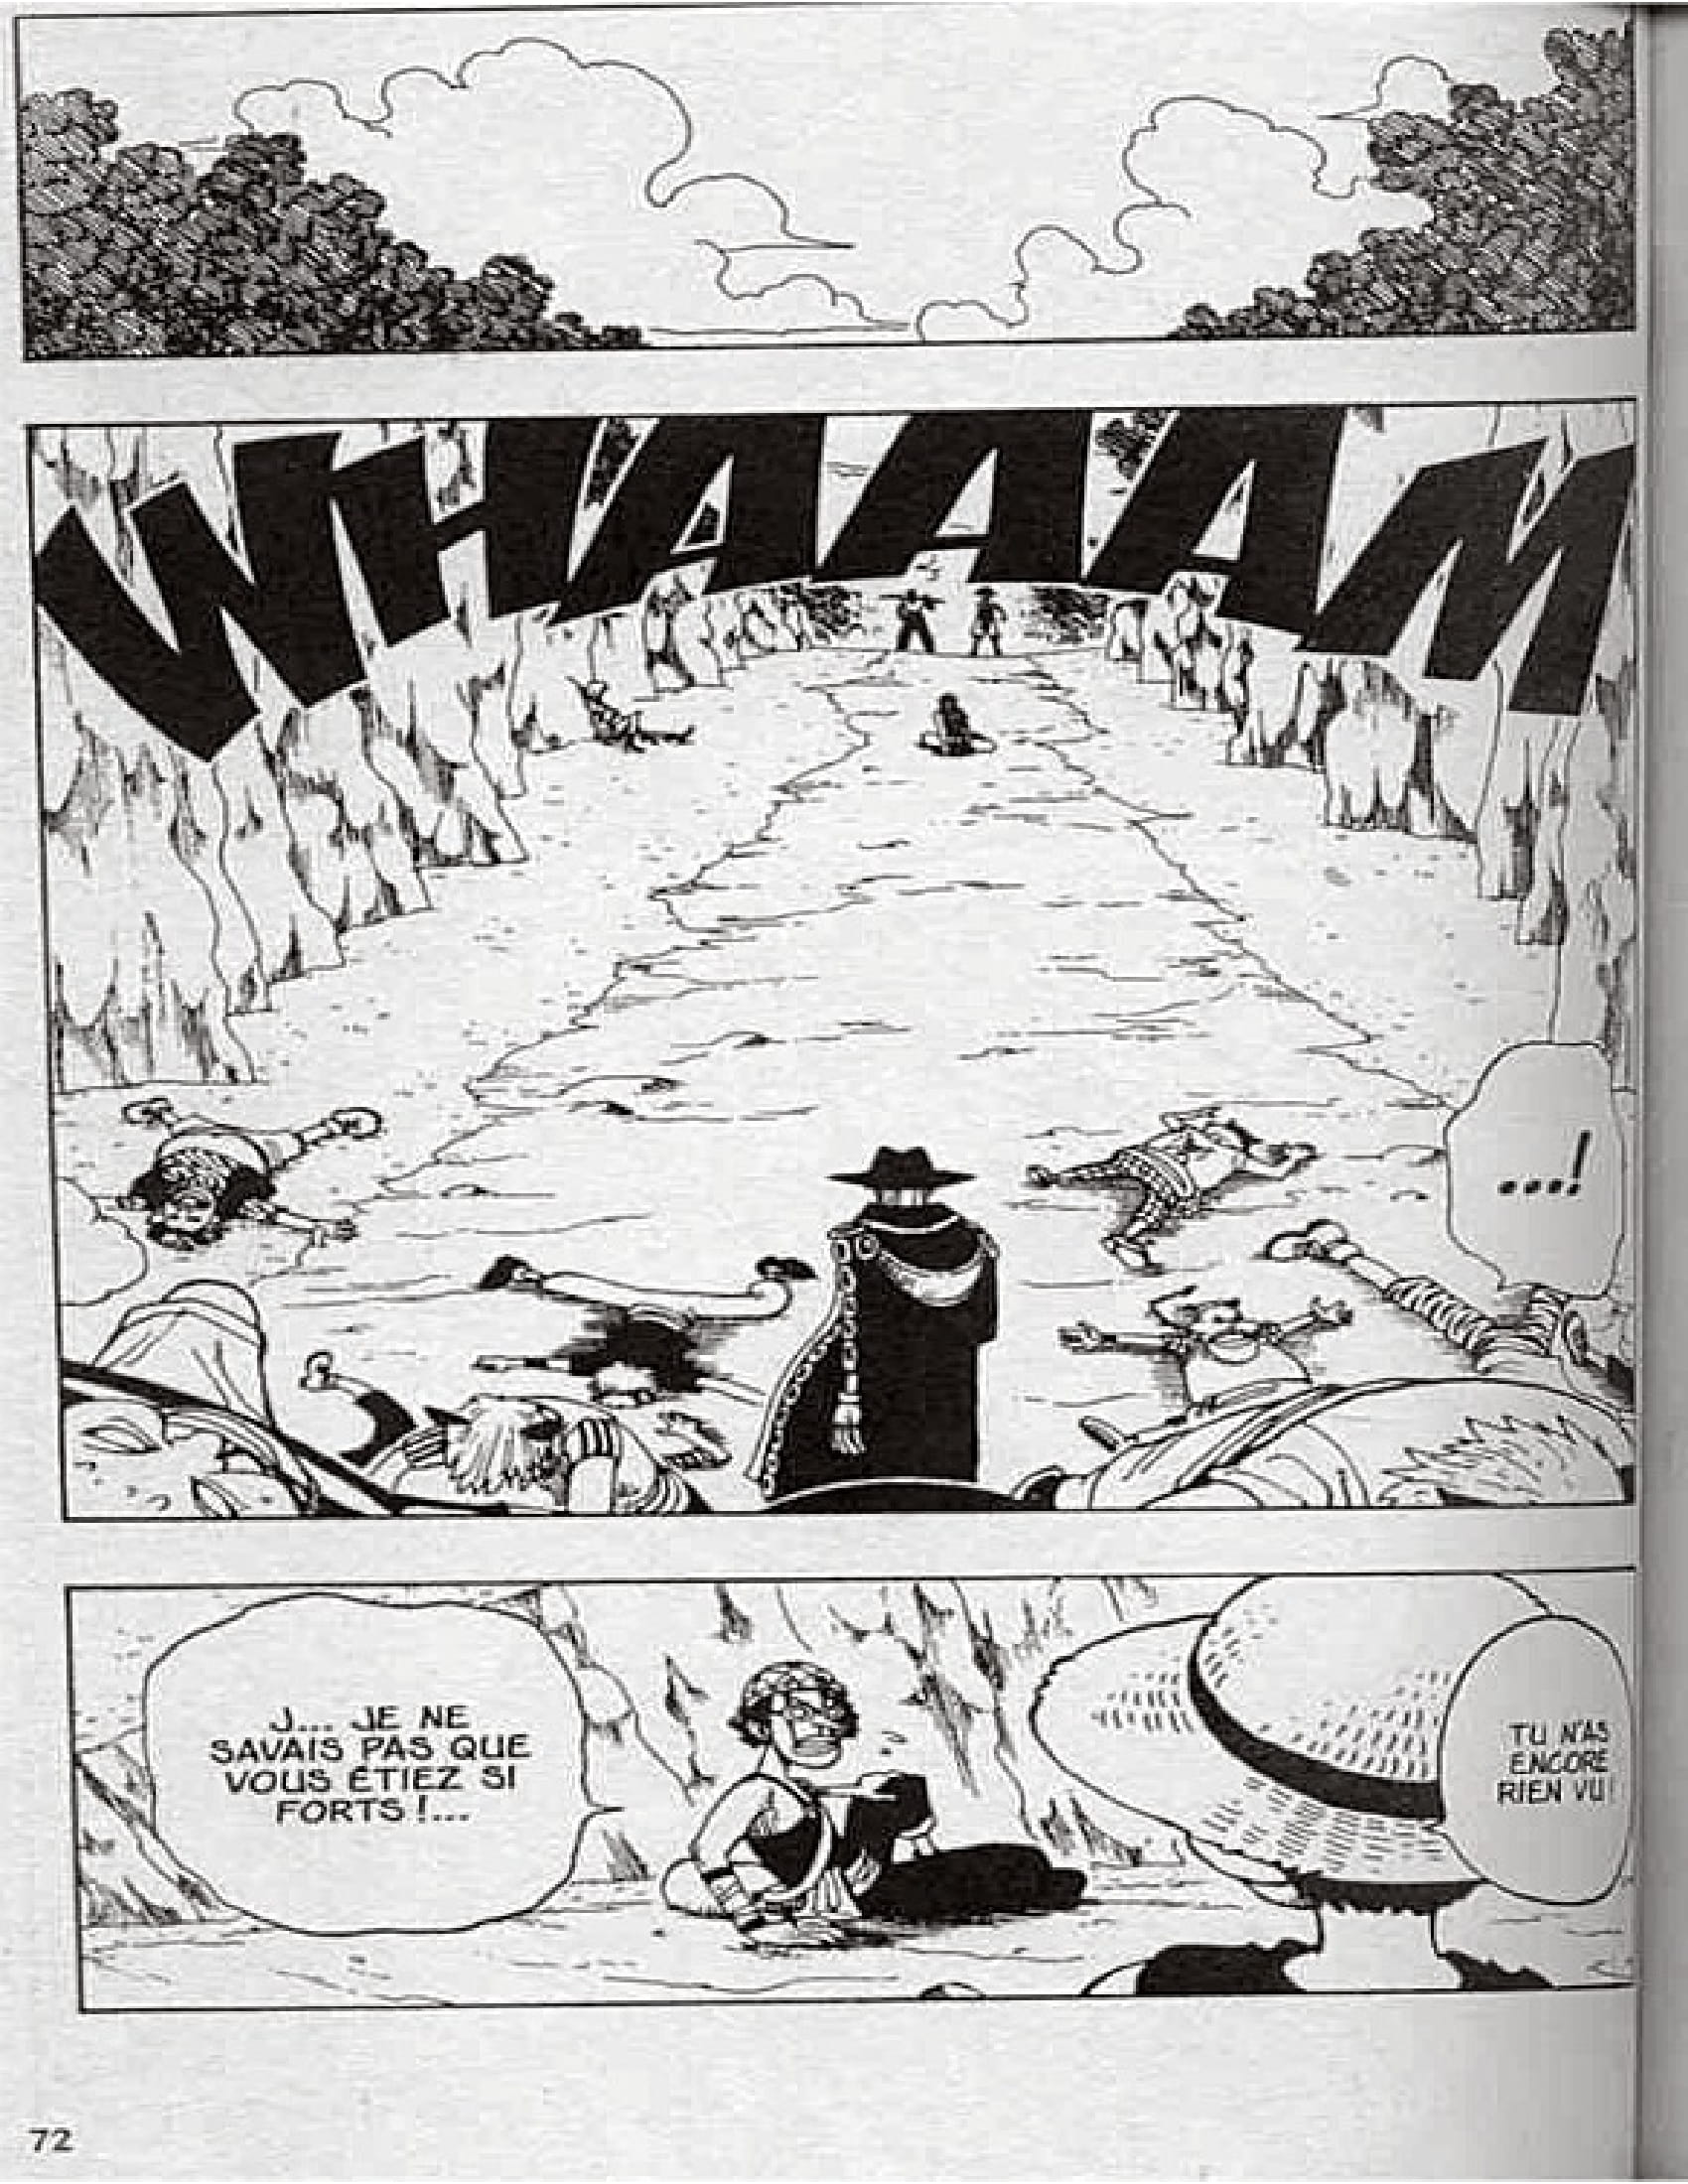 WHAAAM
...!
TU N'AS
ENCORE
RIEN VU!
J... JE NE
SAVAIS PAS QUE
VOUS ÉTIEZ SI
FORTS !...
72